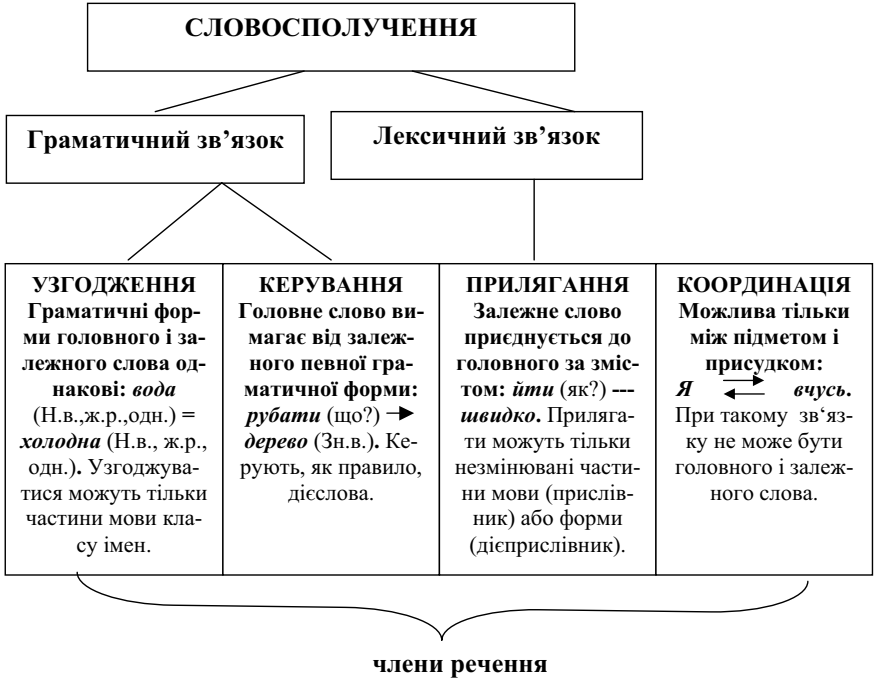 СЛОВОСПОЛУЧЕННЯ
Граматичний зв’язок
Лексичний зв’язок
УЗГОДЖЕННЯ
Граматичні фор-
ми головного і за-
лежного слова од-
накові: вода
(Н.в.,ж.р.,одн.) =
холодна (Н.в., ж.р.,
одн.). Узгоджува-
тися можуть тільки
частини мови кла-
су імен.
КЕРУВАННЯ
Головне слово ви-
магає від залеж-
ного певної гра-
матичної форми:
рубати (що?) →
дерево (Зн.в.). Ке-
рують, як правило,
дієслова.
ПРИЛЯГАННЯ
Залежне слово
приєднується до
головного за зміс-
том: йти (як?) ---
швидко. Приляга-
ти можуть тільки
незмінювані части-
ни мови (прислів-
ник) або форми
(дієприслівник).
КООРДИНАЦІЯ
Можлива тільки
між підметом і
присудком:
Я вчусь.
При такому зв‘яз-
ку не може бути
головного і залеж-
ного слова.
члени речення